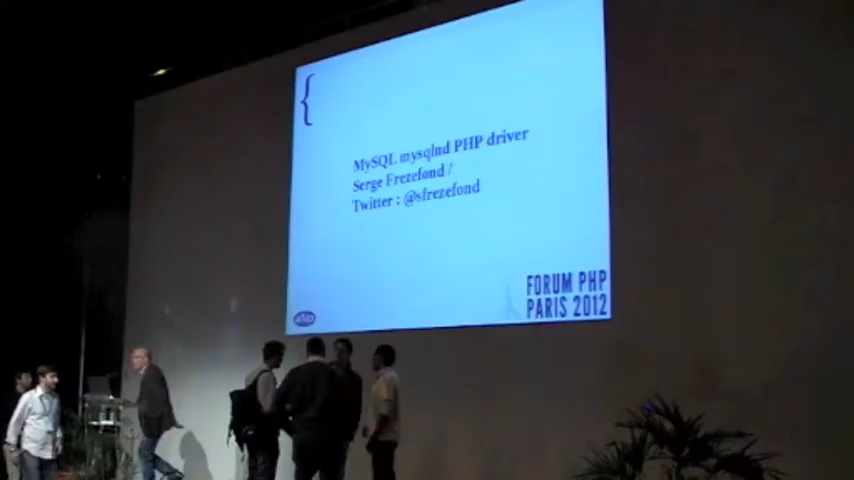 {
MySQL mysqlnd PHP driver
Serge Frezefond /
Twitter : @sfrezefond
FORUM PHP
PARIS 2012